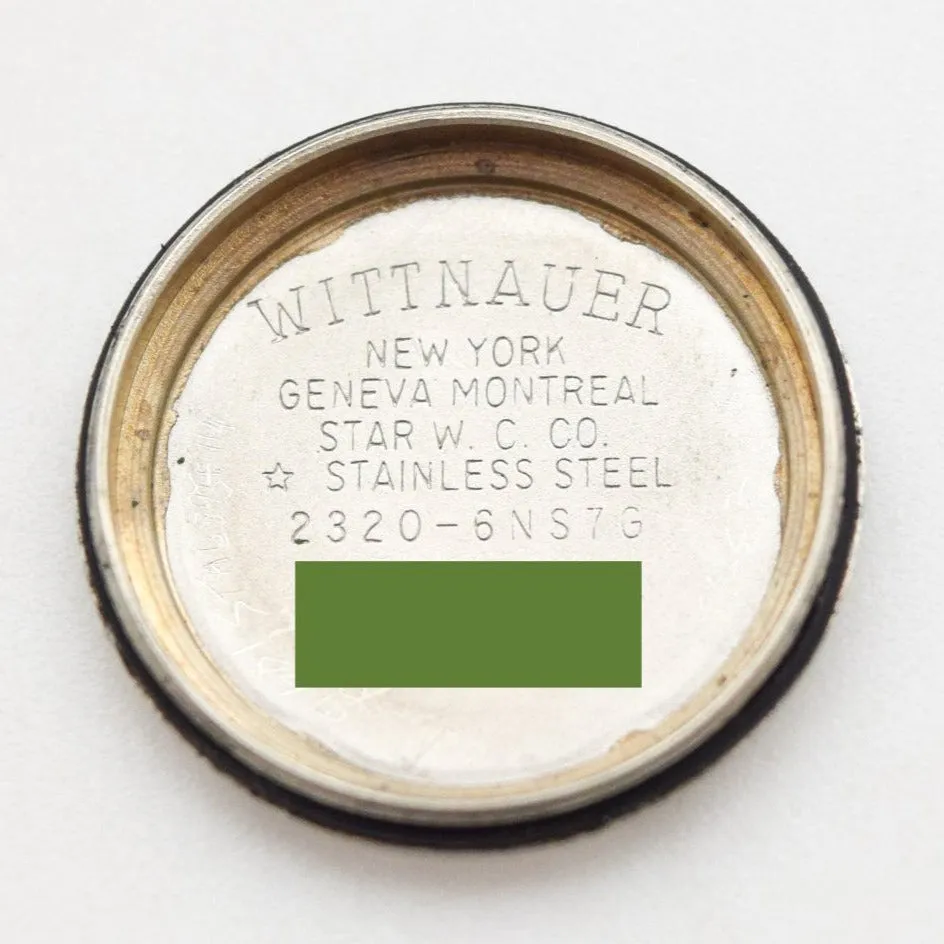 WITTNAUER
NEW YORK
GENEVA MONTREAL
STAR W. C. CO.
☆ STAINLESS STEEL
2320-6NS7G